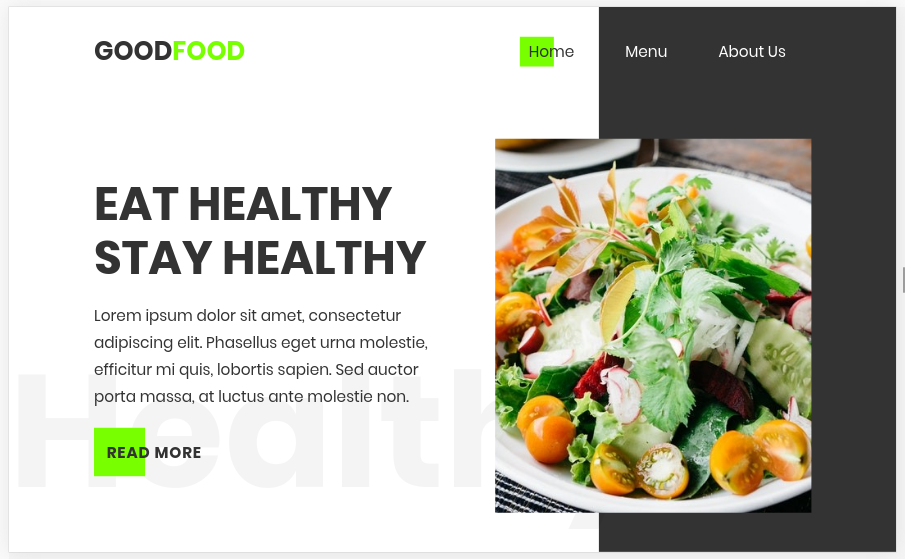 GOODFOOD
Home Menu About Us
EAT HEALTHY
STAY HEALTHY
Lorem ipsum dolor sit amet, consectetur
adipiscing elit. Phasellus eget urna molestie,
efficitur mi quis, lobortis sapien. Sed auctor
porta massa, at luctus ante molestie non.
Healthy
READ MORE